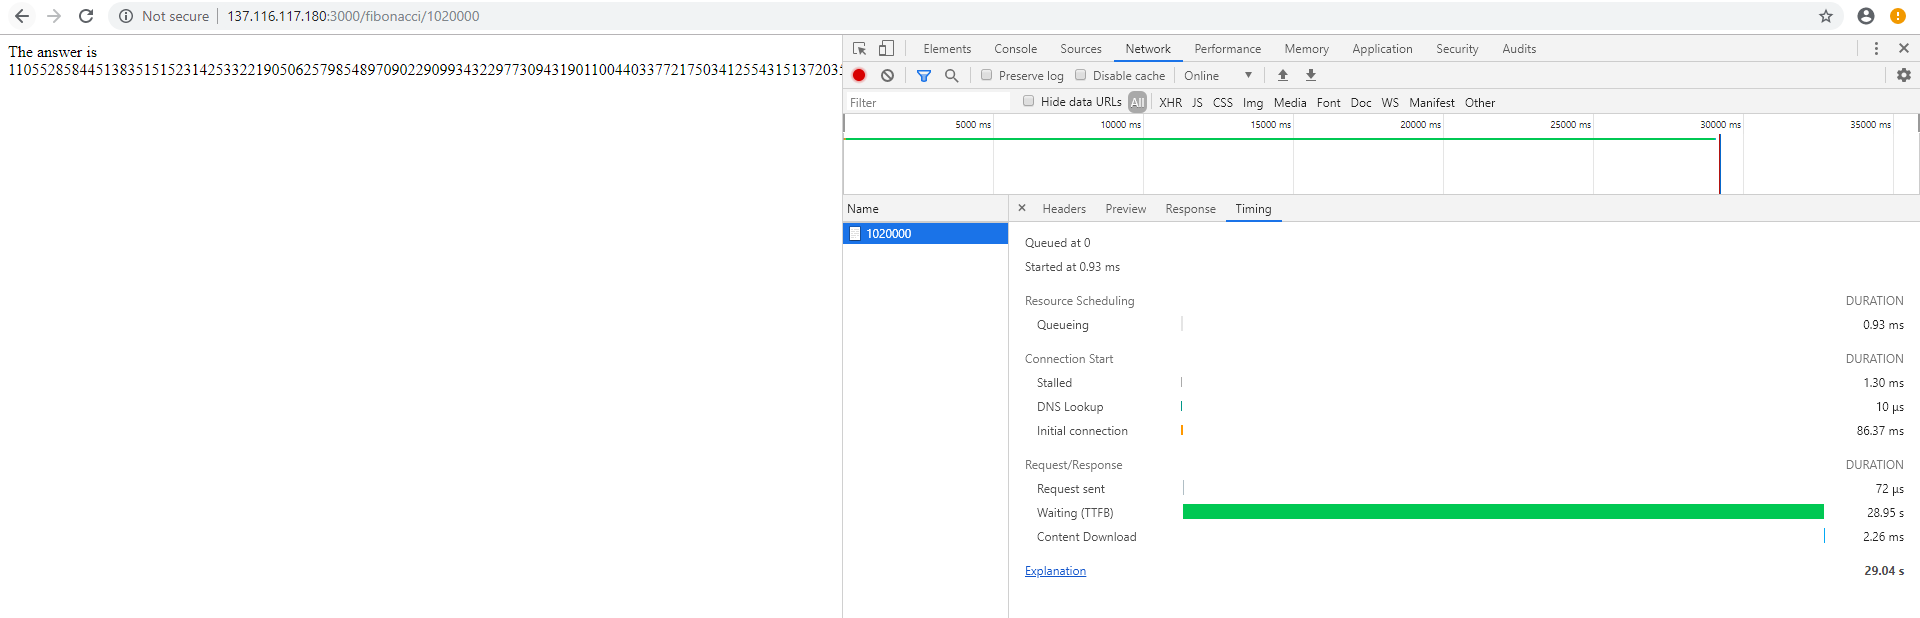 Not secure | 137.116.117.180:3000/fibonacci/1020000
The answer is
Elements Console Sources Network Performance Memory Application Security Audits
Preserve log Disable cache Online
Filter Hide data URLs All XHR JS CSS Img Media Font Doc WS Manifest Other
5000 ms 10000 ms 15000 ms 20000 ms 25000 ms 30000 ms 35000 ms
Name × Headers Preview Response Timing
1020000
Queued at 0
Started at 0.93 ms
Resource Scheduling DURATION
Queueing 0.93 ms
Connection Start DURATION
Stalled 1.30 ms
DNS Lookup 10 µs
Initial connection 86.37 ms
Request/Response DURATION
Request sent 72 µs
Waiting (TTFB) 28.95 s
Content Download 2.26 ms
Explanation 29.04 s